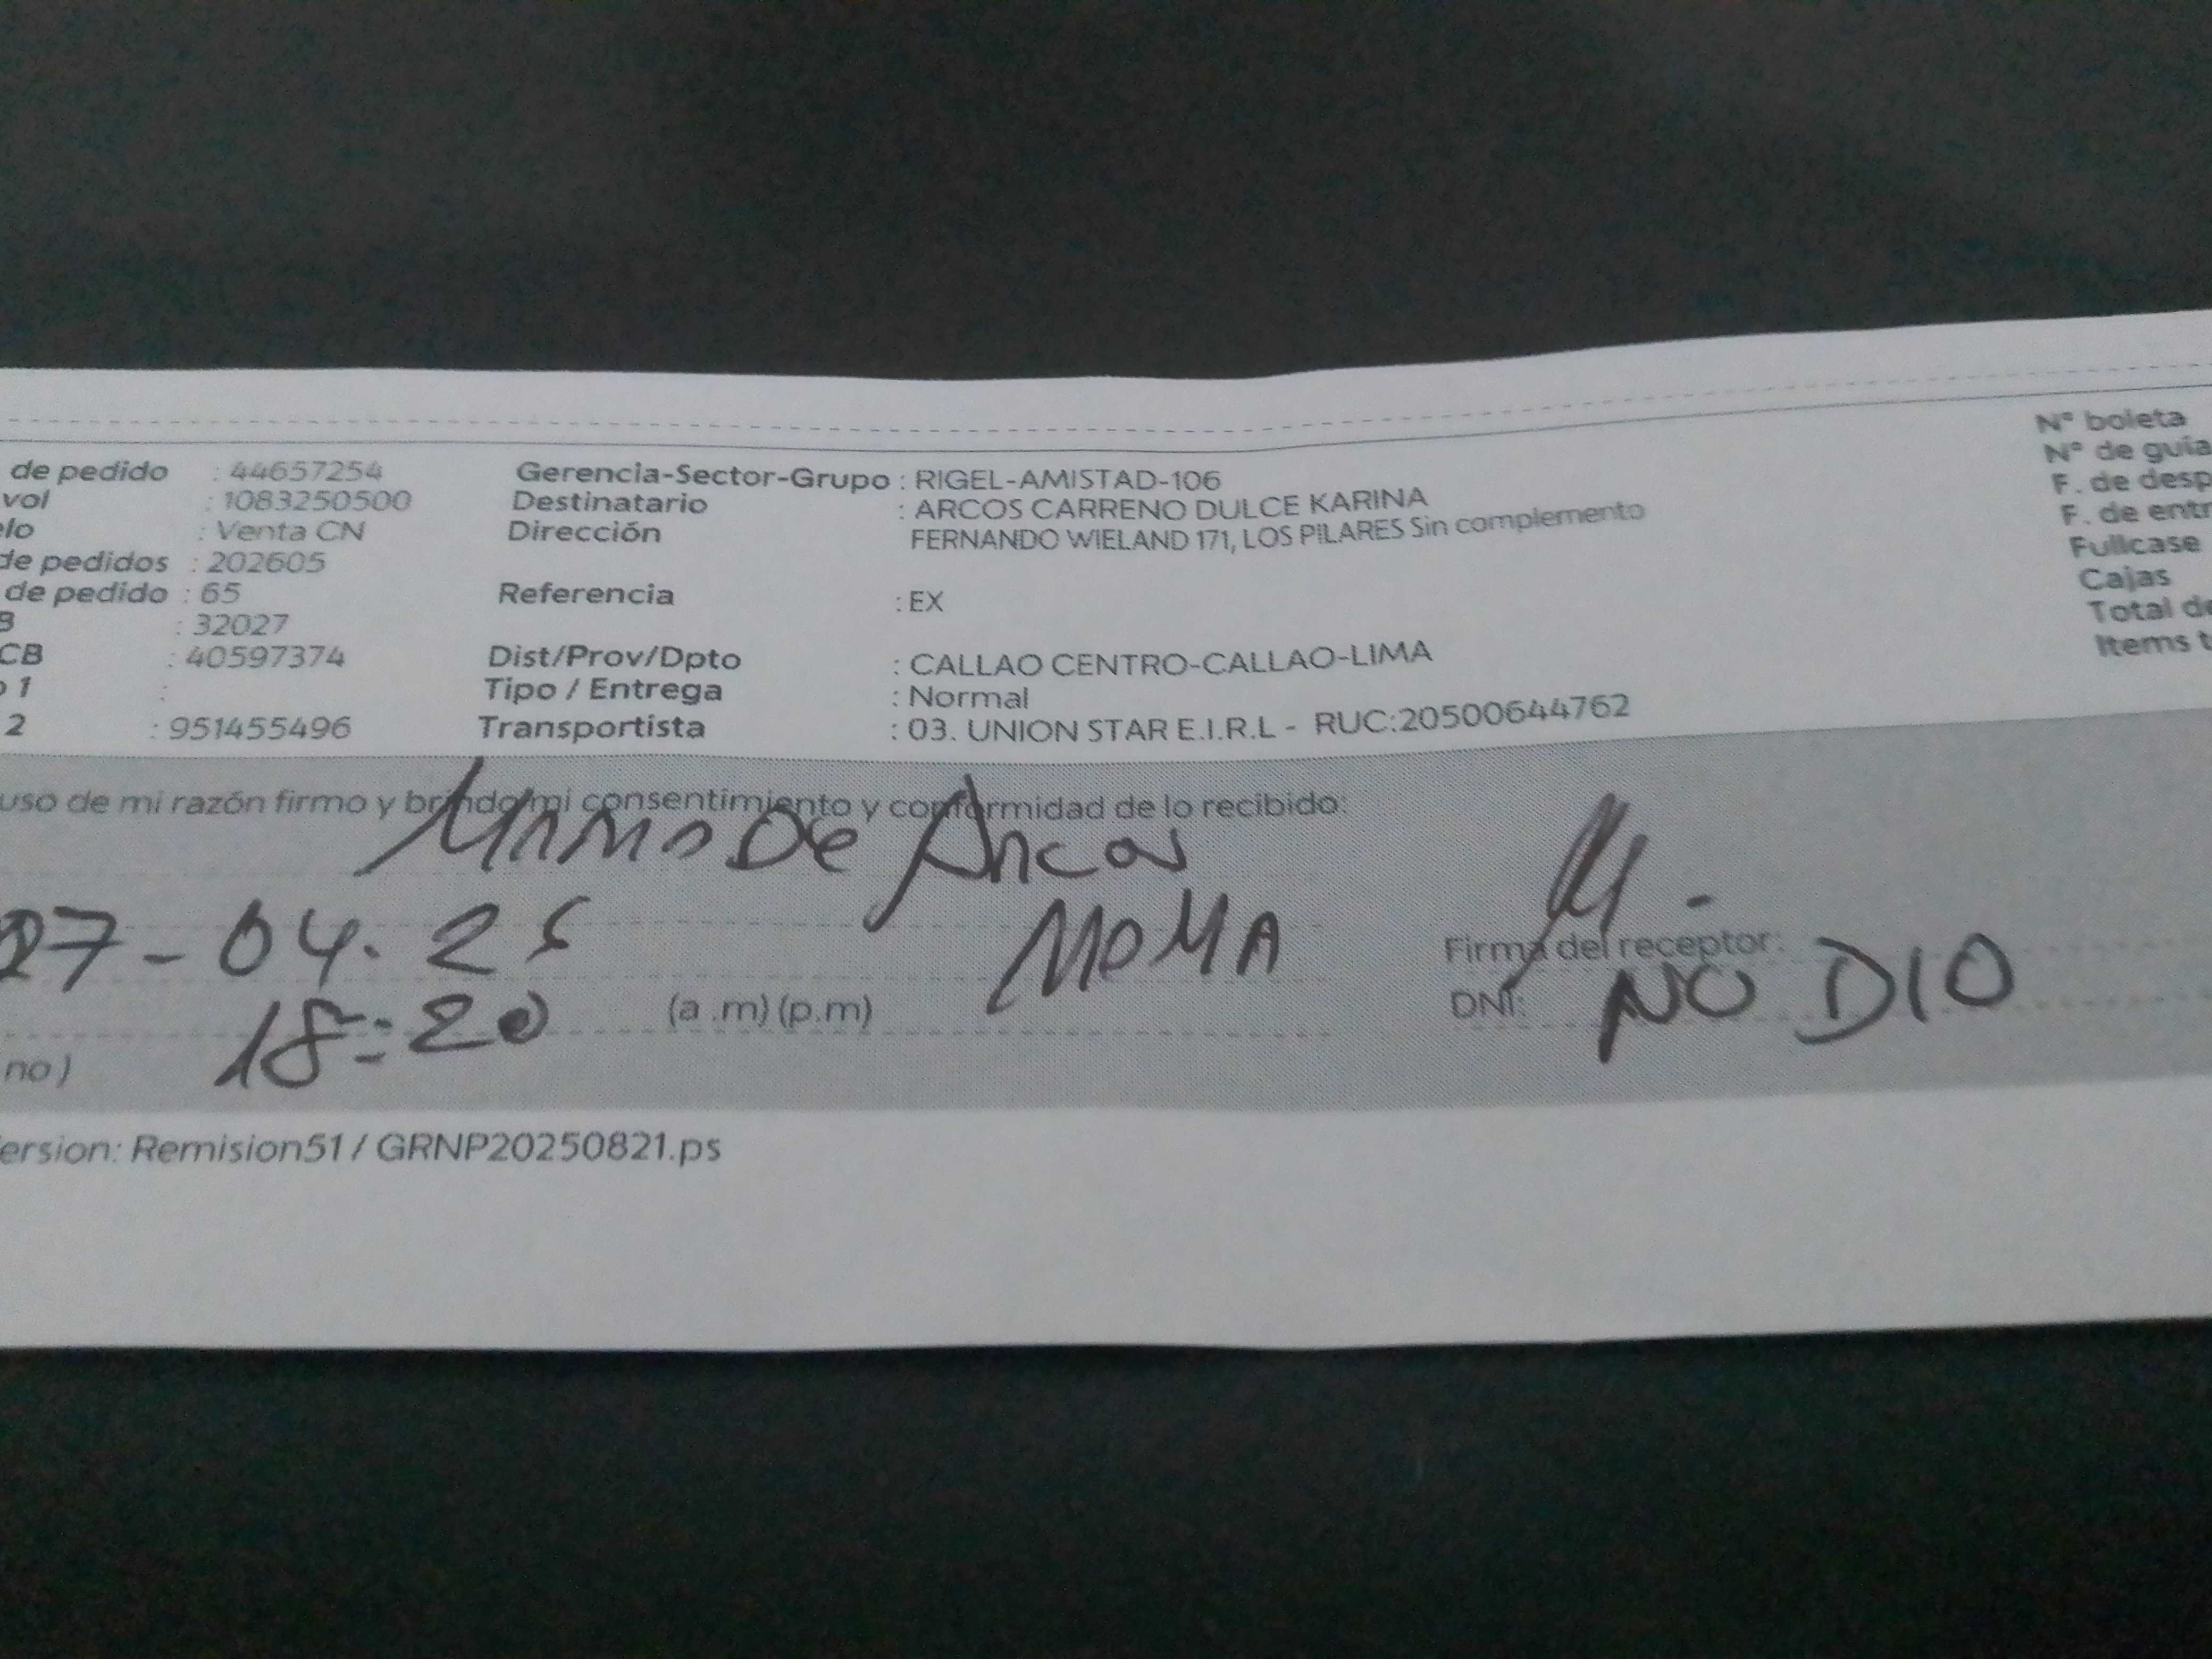 de pedido : 44657254 Gerencia-Sector-Grupo : RIGEL-AMISTAD-106 N° boleta
vol : 1083250500 Destinatario : ARCOS CARRENO DULCE KARINA N° de guía
elo : Venta CN Dirección FERNANDO WIELAND 171, LOS PILARES Sin complemento F. de desp
de pedidos : 202605 F. de entr
de pedido : 65 Referencia : EX Fullcase
B : 32027 Cajas
CB : 40597374 Dist/Prov/Dpto : CALLAO CENTRO-CALLAO-LIMA Total de
o 1 : Tipo / Entrega : Normal Items t
2 : 951455496 Transportista : 03. UNION STAR E.I.R.L - RUC:20500644762
uso de mi razón firmo y brindo mi consentimiento y conformidad de lo recibido:
De Arcos
27-04-26 MAMA Firma del receptor:
18:20 (a .m) (p.m) DNI: NO DIO
no )
ersion: Remision51 / GRNP20250821.ps